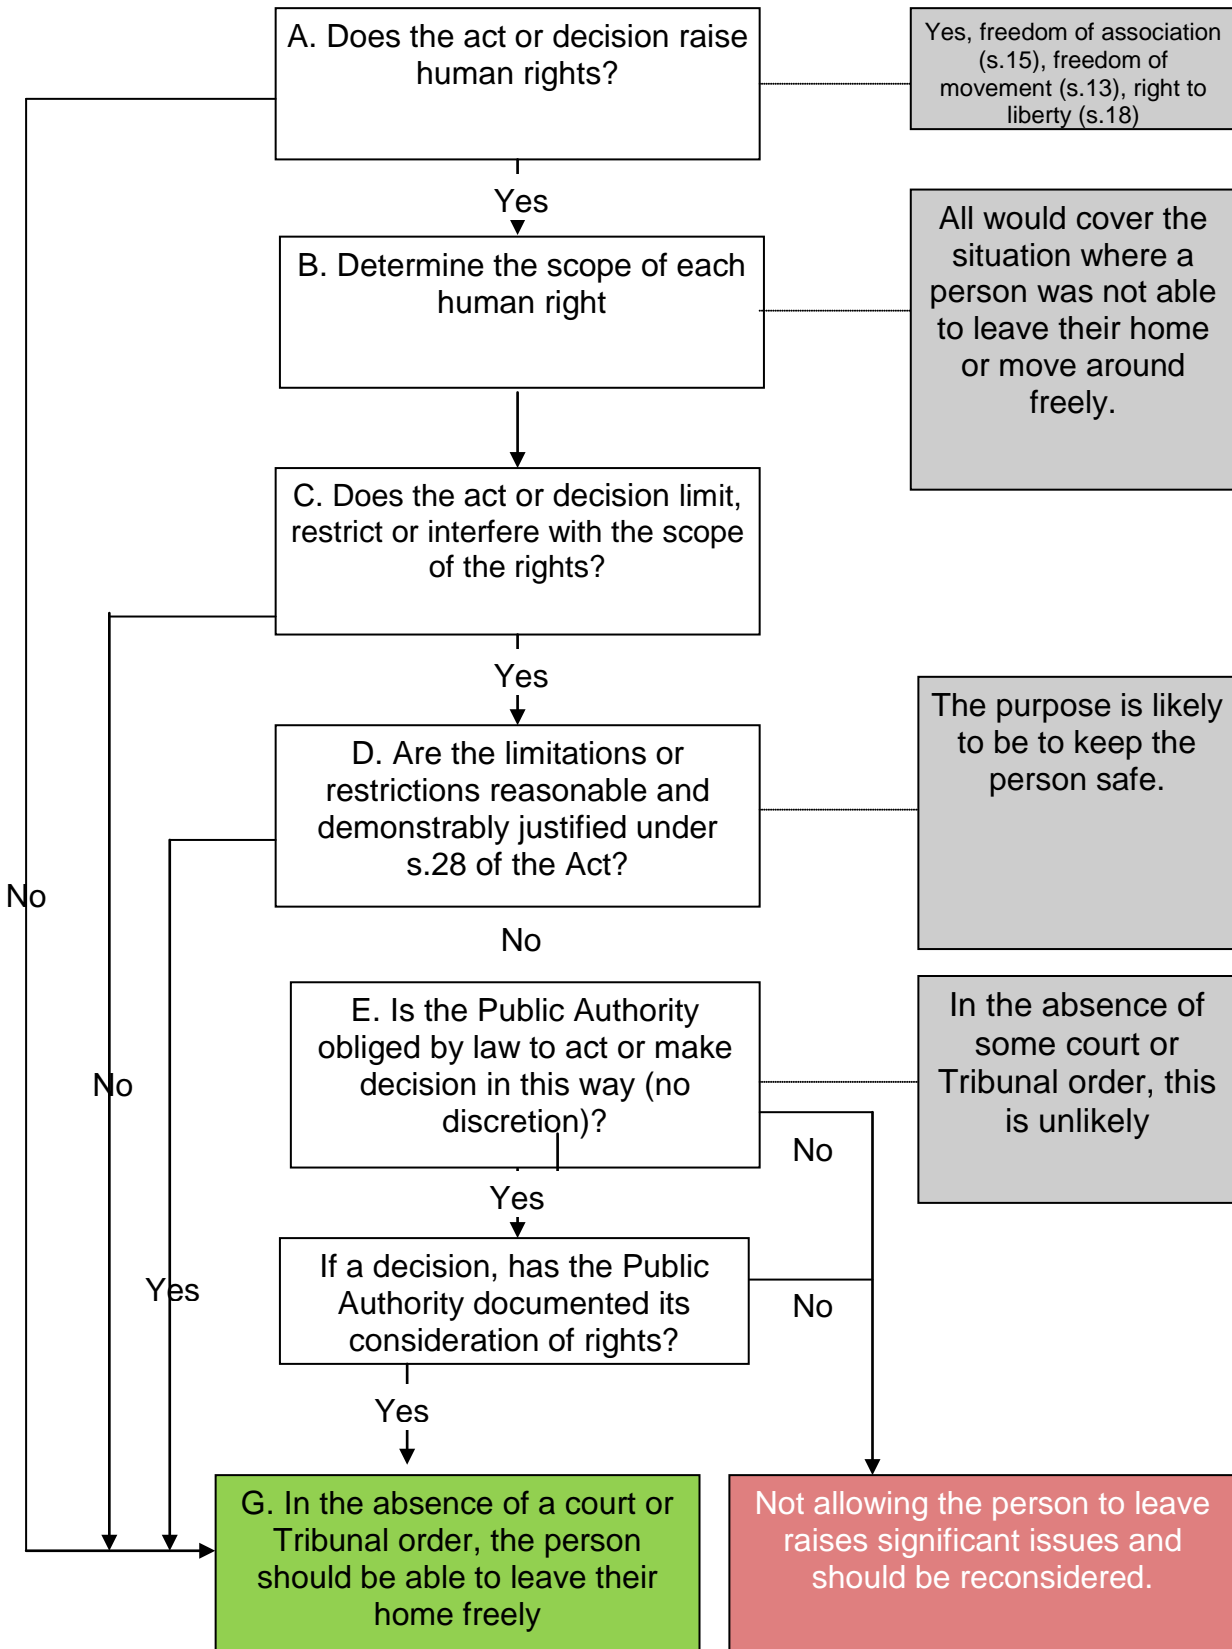 A. Does the act or decision raise
human rights?
Yes, freedom of association
(s.15), freedom of
movement (s.13), right to
liberty (s.18)
Yes
B. Determine the scope of each
human right
All would cover the
situation where a
person was not able
to leave their home
or move around
freely.
C. Does the act or decision limit,
restrict or interfere with the scope
of the rights?
Yes
D. Are the limitations or
restrictions reasonable and
demonstrably justified under
s.28 of the Act?
The purpose is likely
to be to keep the
person safe.
No
No
E. Is the Public Authority
obliged by law to act or make
decision in this way (no
discretion)?
In the absence of
some court or
Tribunal order, this
is unlikely
No
No
Yes
If a decision, has the Public
Authority documented its
consideration of rights?
Yes
No
Yes
G. In the absence of a court or
Tribunal order, the person
should be able to leave their
home freely
Not allowing the person to leave
raises significant issues and
should be reconsidered.